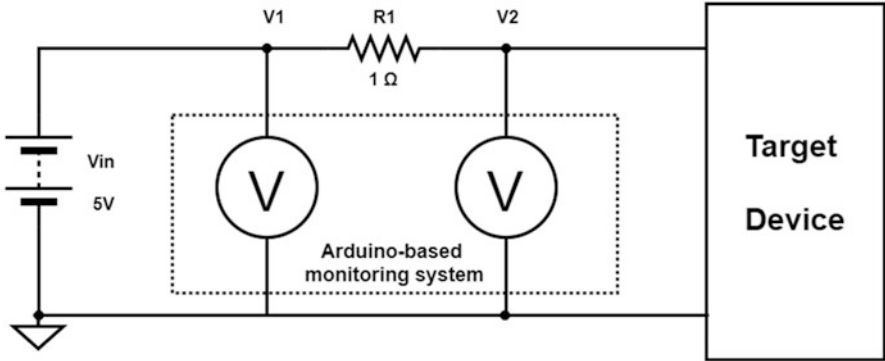 V1
R1
V2
1 Ω
Vin
5V
V
V
Arduino-based
monitoring system
Target
Device